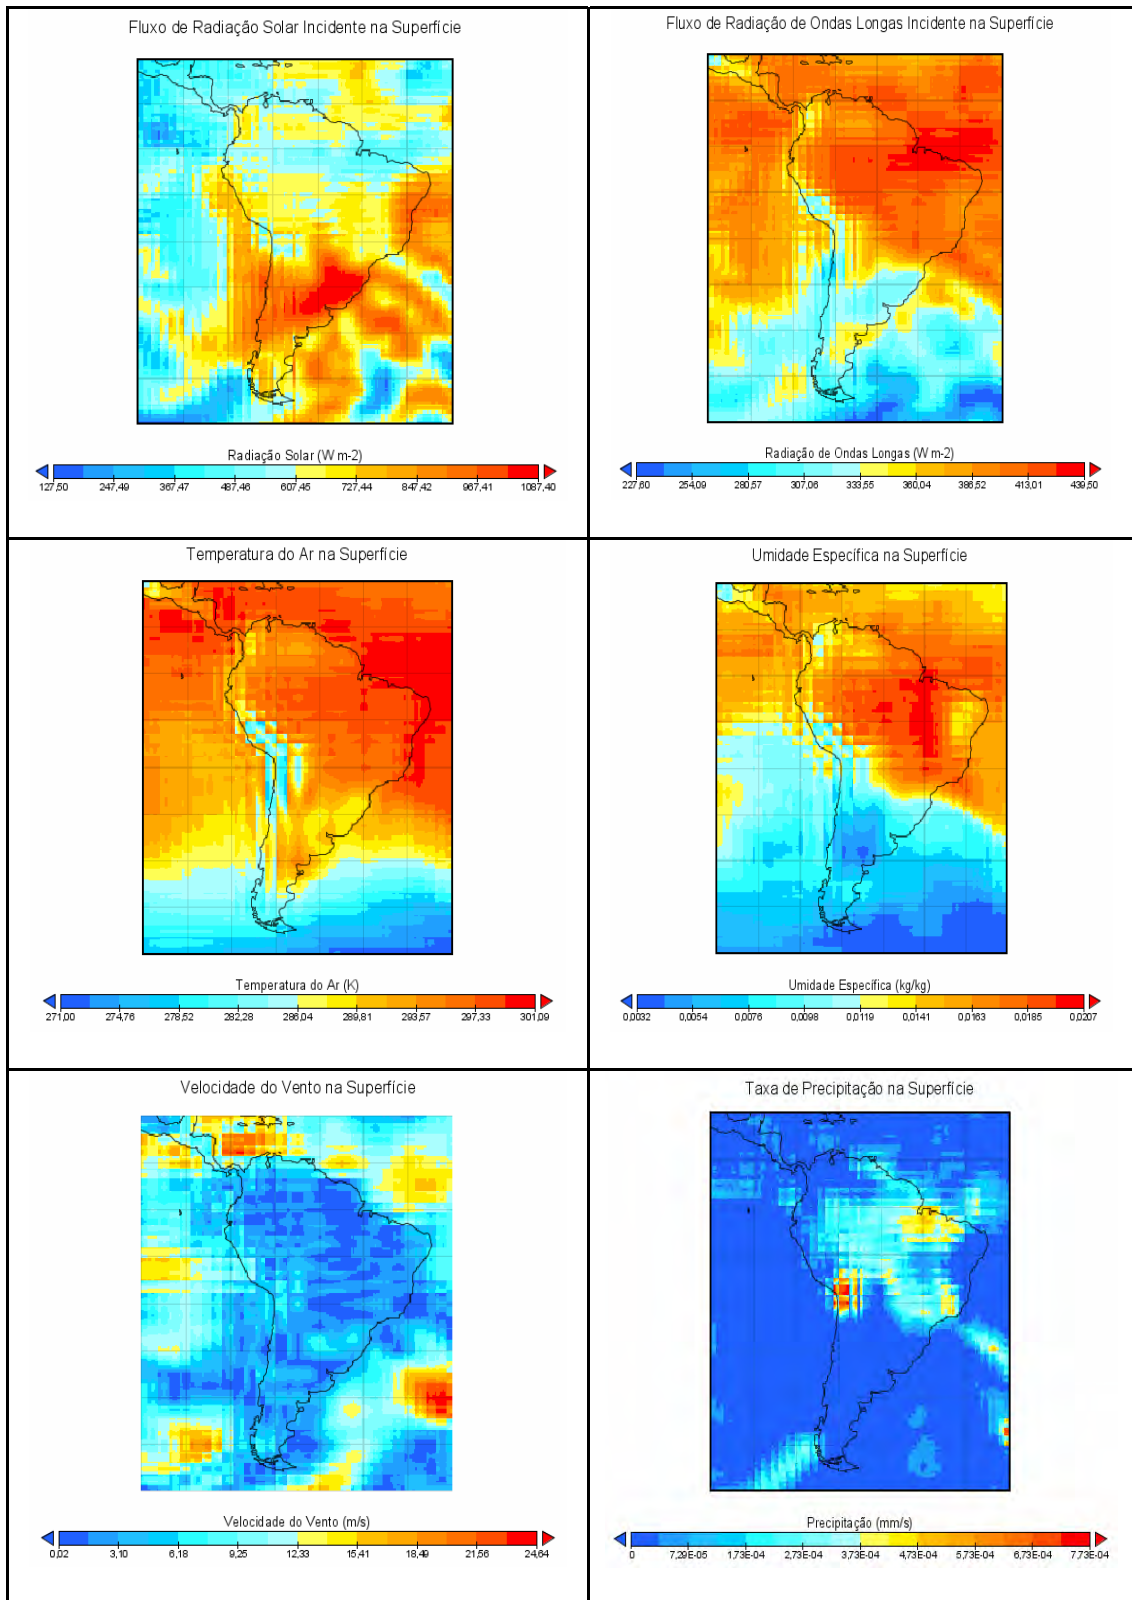 Fluxo de Radiação Solar Incidente na Superfície
Radiação Solar (W m-2)
127,50 247,49 367,47 487,46 607,45 727,44 847,42 967,41 1087,40
Fluxo de Radiação de Ondas Longas Incidente na Superfície
Radiação de Ondas Longas (W m-2)
227,60 254,09 280,57 307,06 333,55 360,04 386,52 413,01 439,50
Temperatura do Ar na Superfície
Temperatura do Ar (K)
271,00 274,76 278,52 282,28 286,04 289,81 293,57 297,33 301,09
Umidade Específica na Superfície
Umidade Específica (kg/kg)
0,0032 0,0054 0,0076 0,0098 0,0119 0,0141 0,0163 0,0185 0,0207
Velocidade do Vento na Superfície
Velocidade do Vento (m/s)
0,02 3,10 6,18 9,25 12,33 15,41 18,49 21,56 24,64
Taxa de Precipitação na Superfície
Precipitação (mm/s)
0 7,29E-05 1,73E-04 2,73E-04 3,73E-04 4,73E-04 5,73E-04 6,73E-04 7,73E-04